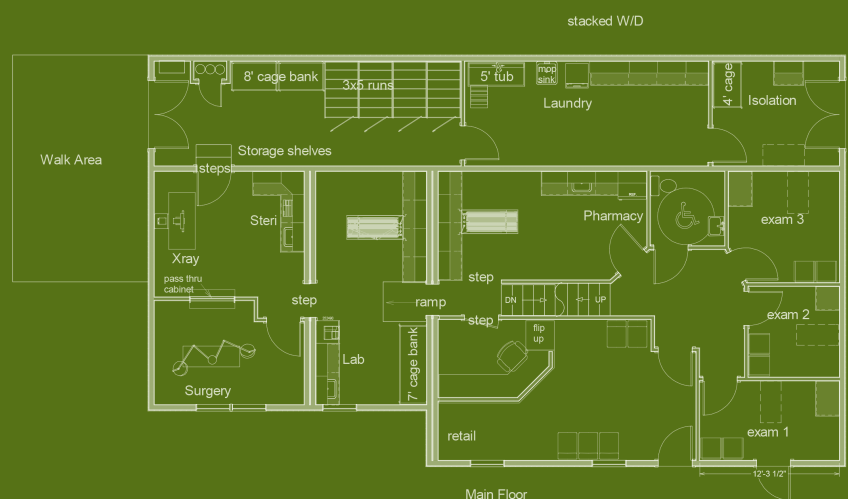 stacked W/D
8' cage bank
3x5 runs
5' tub
mop
sink
4' cage
Laundry
Isolation
Walk Area
Storage shelves
steps
Steri
Pharmacy
exam 3
Xray
pass thru
cabinet
step
step
ramp
DN
UP
exam 2
step
flip
up
Lab
7' cage bank
Surgery
retail
exam 1
12'-3 1/2"
Main Floor